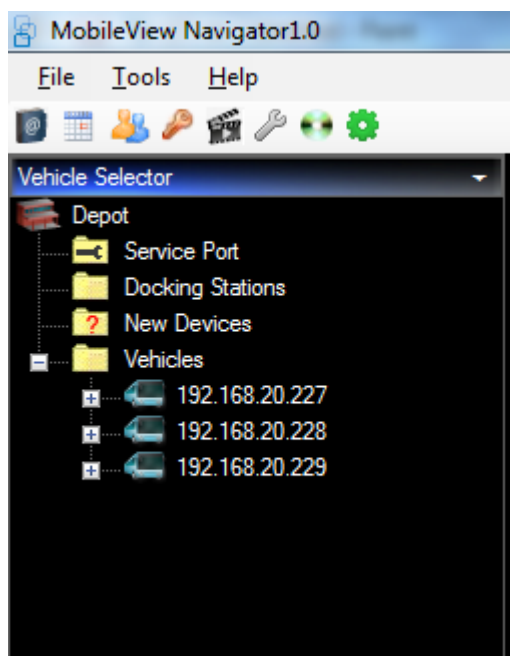 MobileView Navigator1.0
File Tools Help
Vehicle Selector
Depot
Service Port
Docking Stations
New Devices
Vehicles
192.168.20.227
192.168.20.228
192.168.20.229